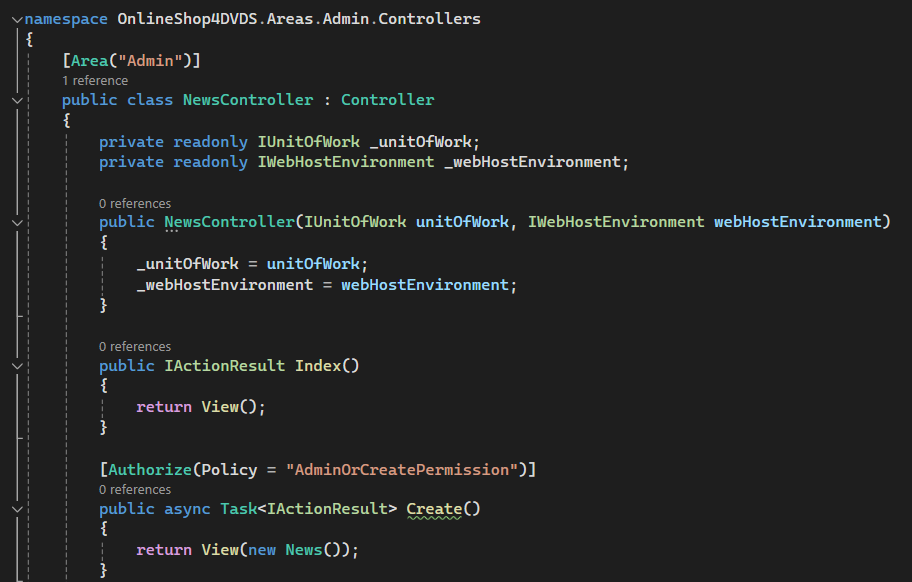 namespace OnlineShop4DVDS.Areas.Admin.Controllers
{
[Area("Admin")]
1 reference
public class NewsController : Controller
{
private readonly IUnitOfWork _unitOfWork;
private readonly IWebHostEnvironment _webHostEnvironment;
0 references
public NewsController(IUnitOfWork unitOfWork, IWebHostEnvironment webHostEnvironment)
{
_unitOfWork = unitOfWork;
_webHostEnvironment = webHostEnvironment;
}
0 references
public IActionResult Index()
{
return View();
}
[Authorize(Policy = "AdminOrCreatePermission")]
0 references
public async Task<IActionResult> Create()
{
return View(new News());
}